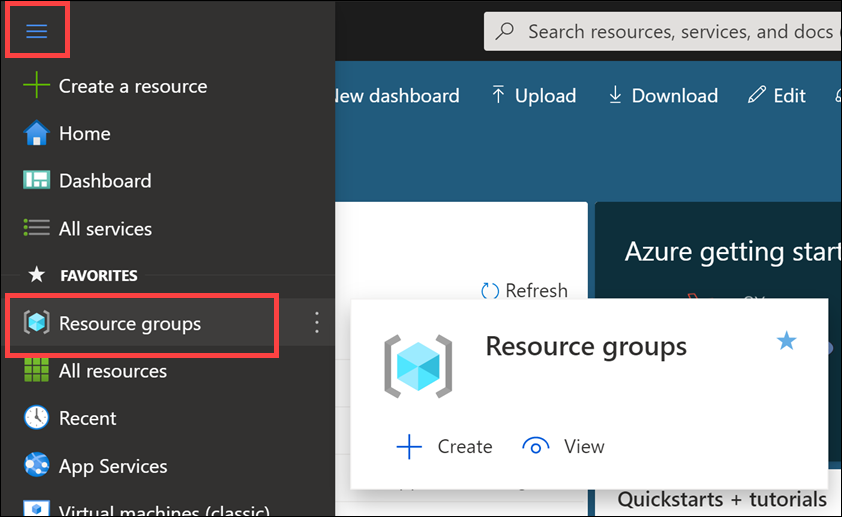 Search resources, services, and docs (
Create a resource
New dashboard
Upload
Download
Edit
Home
Dashboard
All services
Azure getting start
FAVORITES
Refresh
Resource groups
Resource groups
All resources
Recent
Create
View
App Services
Quickstarts + tutorials
Virtual machines (classic)